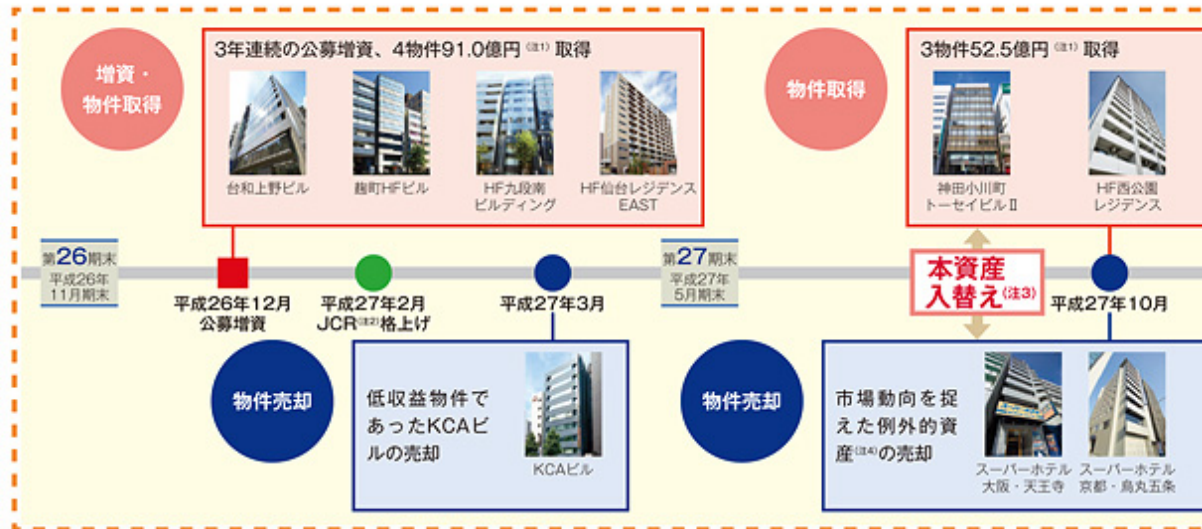 増資・
物件取得
3年連続の公募増資、4物件91.0億円(注1)取得
台和上野ビル
麹町HFビル
HF九段南
ビルディング
HF仙台レジデンス
EAST
物件取得
3物件52.5億円(注1)取得
神田小川町
トーセイビルⅡ
HF西公園
レジデンス
第26期末
平成26年
11月期末
平成26年12月
公募増資
平成27年2月
JCR(注2)格上げ
平成27年3月
第27期末
平成27年
5月期末
本資産
入替え(注3)
平成27年10月
物件売却
低収益物件で
あったKCAビ
ルの売却
KCAビル
物件売却
市場動向を捉
えた例外的資
産(注4)の売却
スーパーホテル
大阪・天王寺
スーパーホテル
京都・烏丸五条